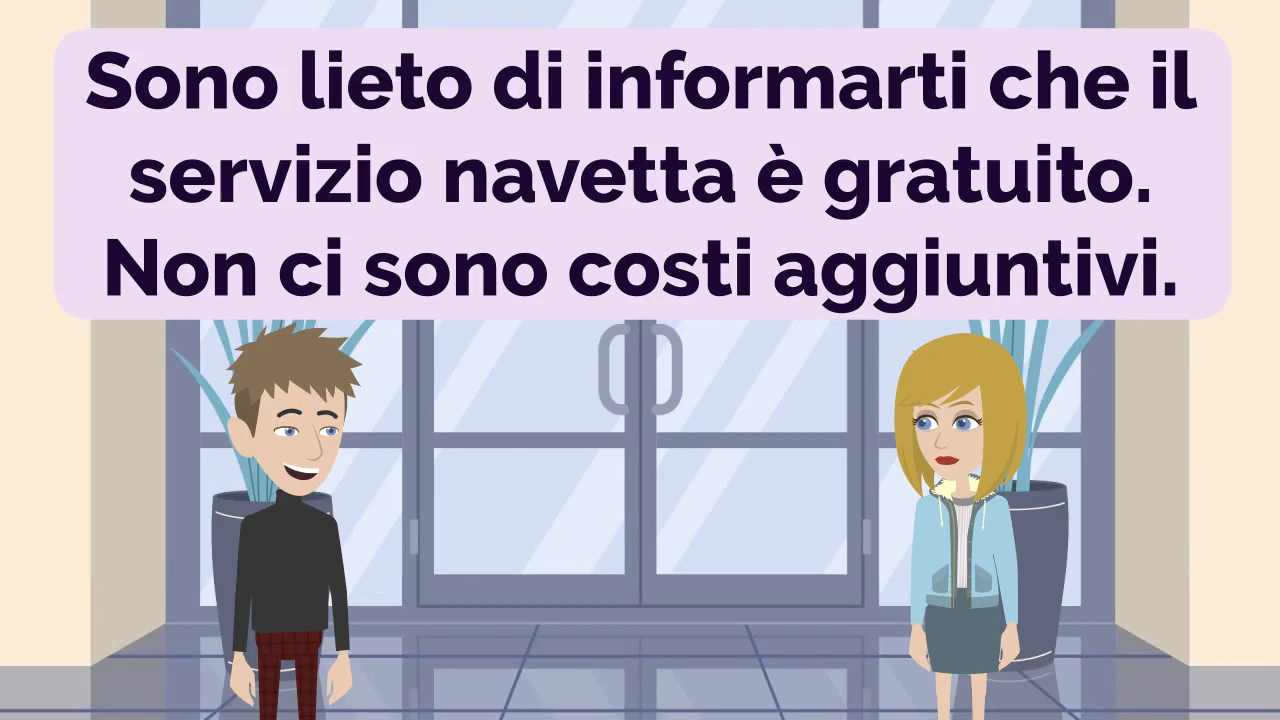 Sono lieto di informarti che il
servizio navetta è gratuito.
Non ci sono costi aggiuntivi.